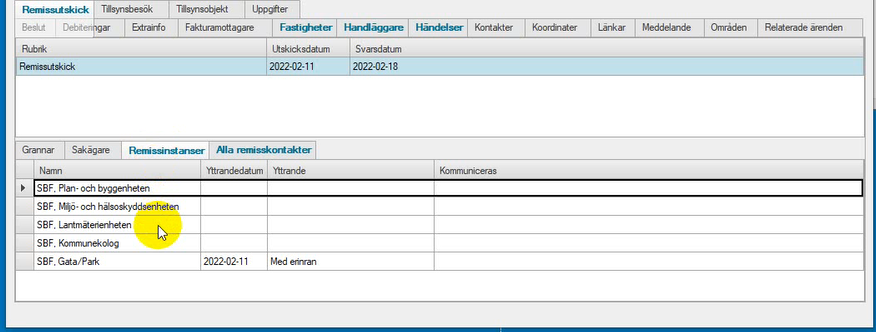 Remissutskick Tillsynsbesök Tillsynsobjekt Uppgifter
Beslut Debiteringar Extrainfo Fakturamottagare Fastigheter Handläggare Händelser Kontakter Koordinater Länkar Meddelande Områden Relaterade ärenden
Rubrik Utskicksdatum Svarsdatum
Remissutskick 2022-02-11 2022-02-18
Grannar Sakägare Remissinstanser Alla remisskontakter
Namn Yttrandedatum Yttrande Kommuniceras
SBF, Plan- och byggenheten
SBF, Miljö- och hälsoskyddsenheten
SBF, Lantmäterienheten
SBF, Kommunekolog
SBF, Gata/Park 2022-02-11 Med erinran